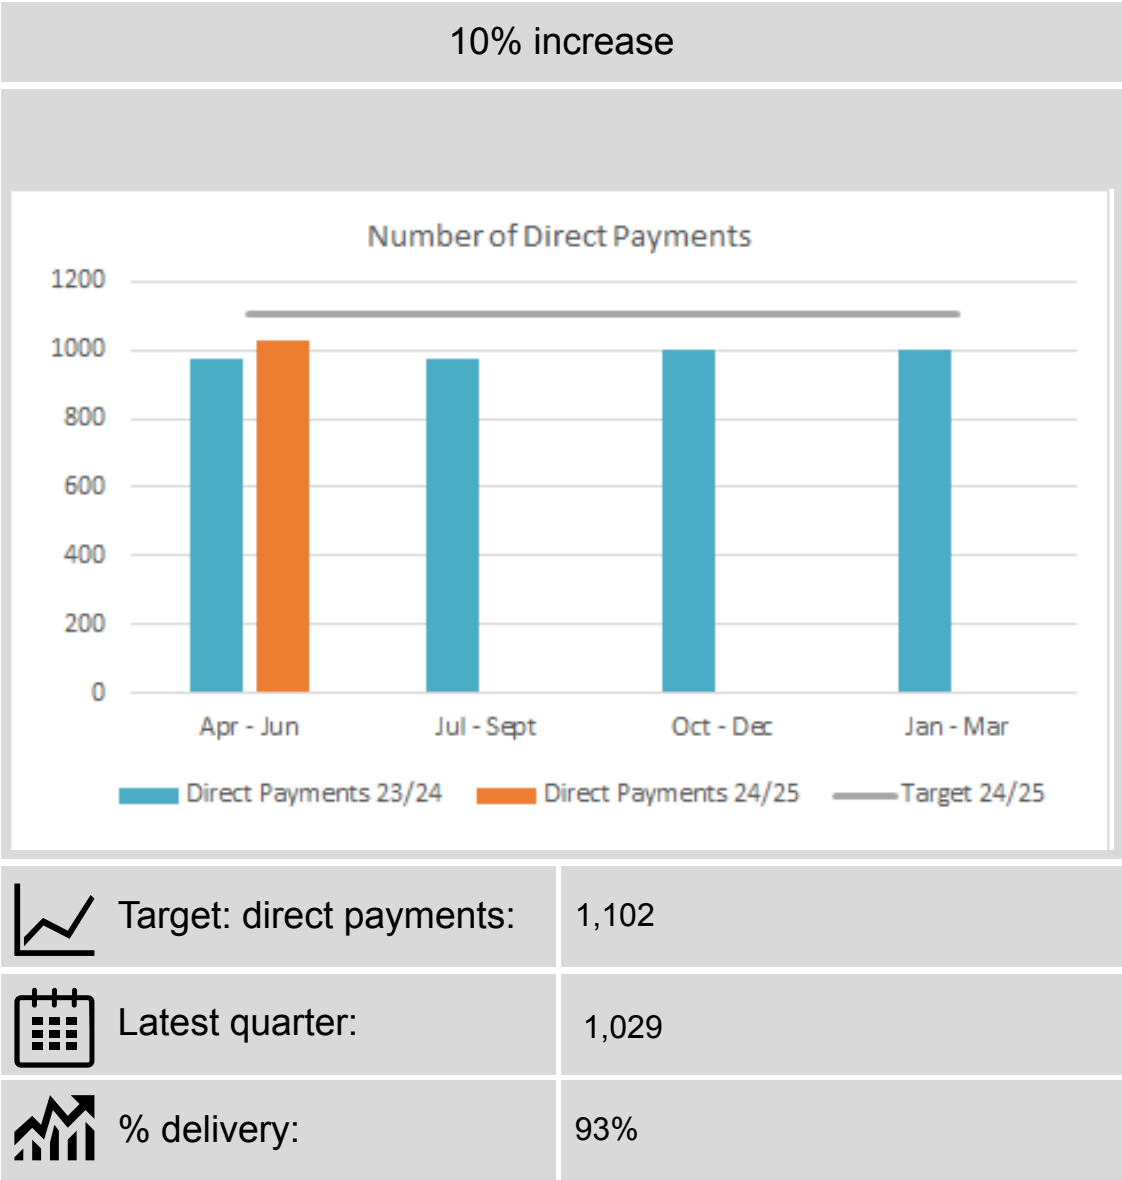 10% increase
Number of Direct Payments
1200
1000
800
600
400
200
0
Apr - Jun
Jul - Sept
Oct - Dec
Jan - Mar
Direct Payments 23/24
Direct Payments 24/25
Target 24/25
Target: direct payments: 1,102
Latest quarter: 1,029
% delivery: 93%